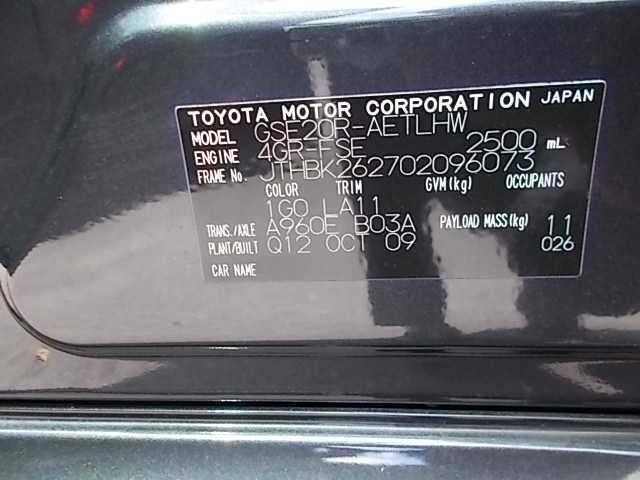 TOYOTA MOTOR CORPORATION JAPAN
MODEL GSE20R-AETLHW
ENGINE 4GR-FSE 2500 mL
FRAME No. JTHBK262702096073
COLOR TRIM GVM(kg) OCCUPANTS
1G0 LA11
TRANS./AXLE A960E B03A PAYLOAD MASS(kg) 11
PLANT/BUILT Q12 OCT 09 026
CAR NAME